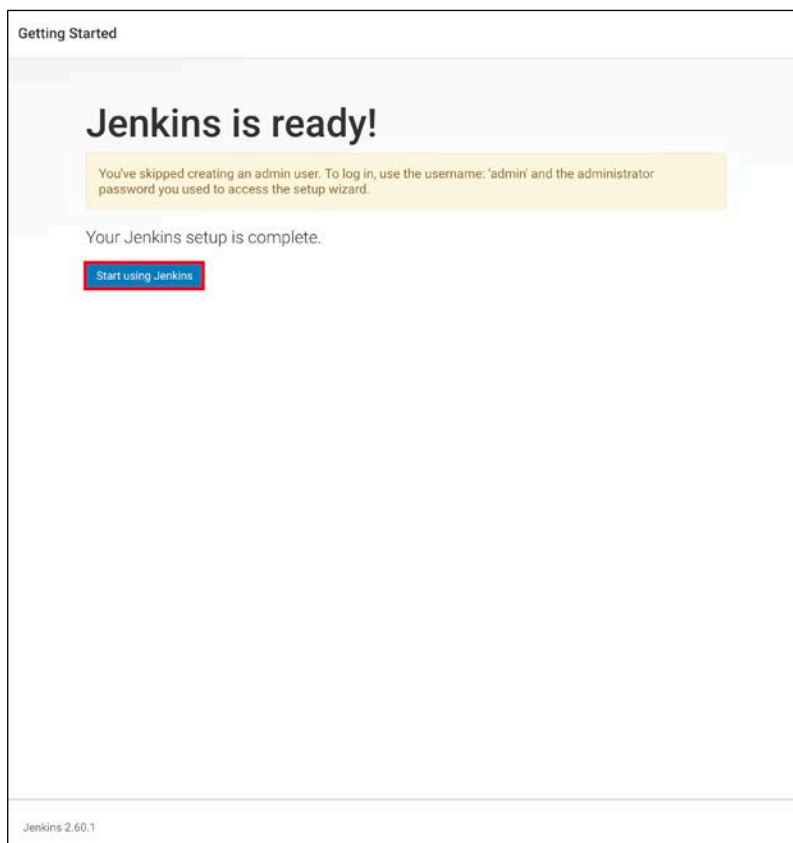 Getting Started
Jenkins is ready!
You've skipped creating an admin user. To log in, use the username: 'admin' and the administrator
password you used to access the setup wizard.
Your Jenkins setup is complete.
Start using Jenkins
Jenkins 2.60.1